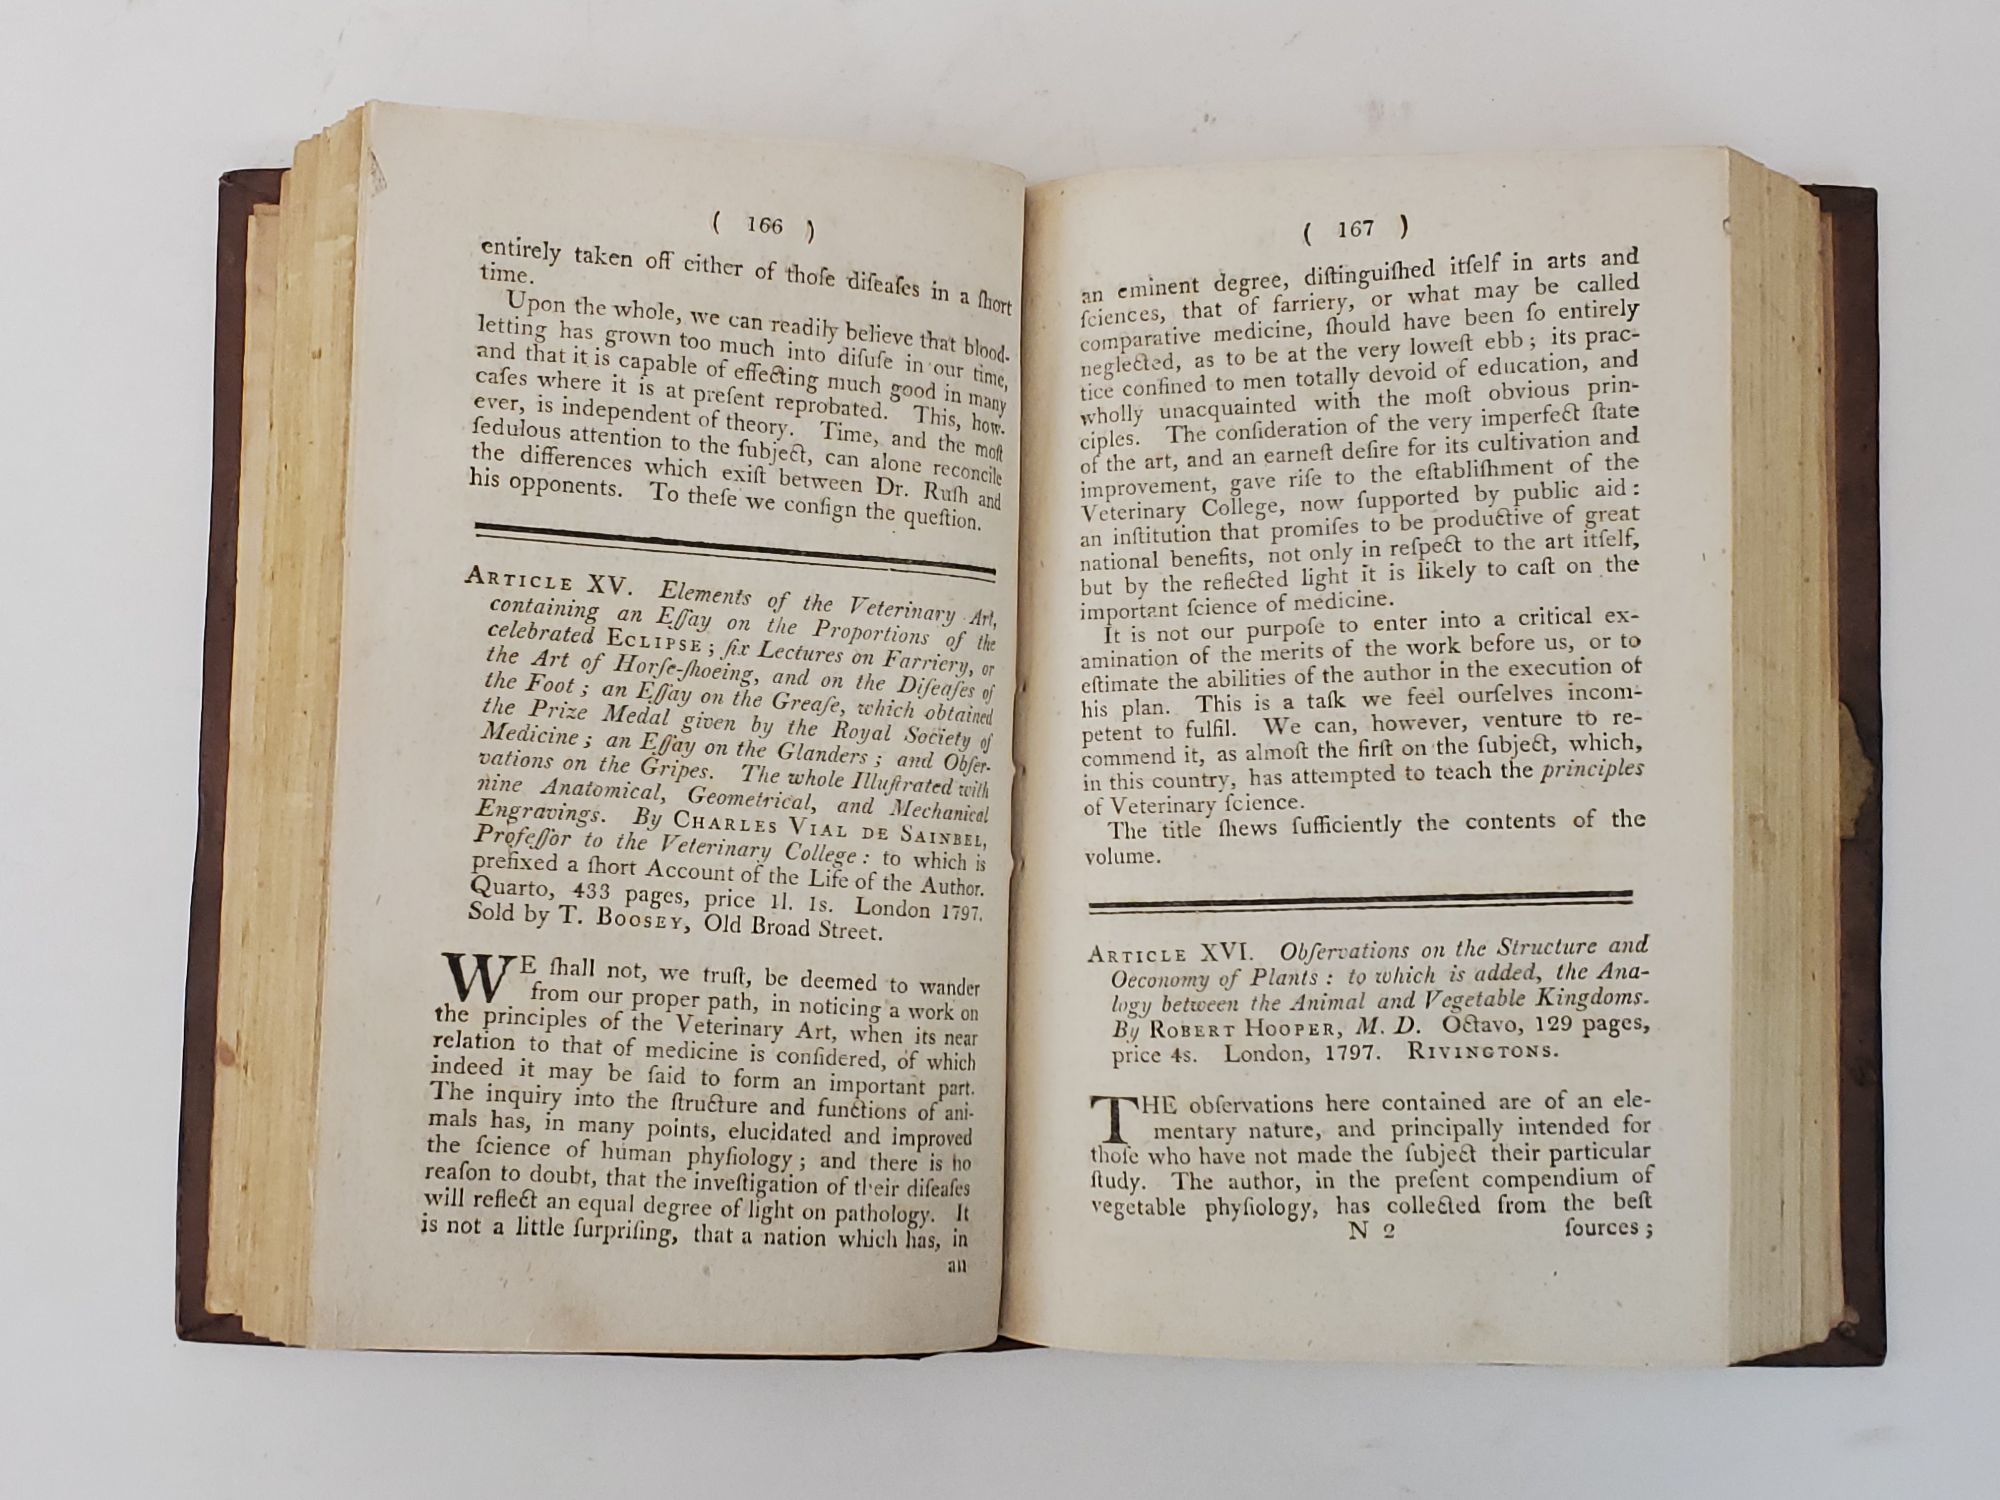 ( 166 )
entirely taken off either of thoſe diſeaſes in a ſhort
time.
Upon the whole, we can readily believe that blood-
letting has grown too much into diſuſe in our time,
and that it is capable of effecting much good in many
caſes where it is at preſent reprobated. This, how-
ever, is independent of theory. Time, and the moſt
ſedulous attention to the ſubject, can alone reconcile
the differences which exiſt between Dr. Ruſh and
his opponents. To theſe we conſign the queſtion.
ARTICLE XV. Elements of the Veterinary Art,
containing an Eſſay on the Proportions of the
celebrated ECLIPSE; ſix Lectures on Farriery, or
the Art of Horſe-ſhoeing, and on the Diſeaſes of
the Foot; an Eſſay on the Greaſe, which obtained
the Prize Medal given by the Royal Society of
Medicine; an Eſſay on the Glanders; and Obſer-
vations on the Gripes. The whole Illuſtrated with
nine Anatomical, Geometrical, and Mechanical
Engravings. By CHARLES VIAL DE SAINBEL,
Profeſſor to the Veterinary College: to which is
prefixed a ſhort Account of the Life of the Author.
Quarto, 433 pages, price 1l. 1s. London 1797.
Sold by T. BOOSEY, Old Broad Street.
WE ſhall not, we truſt, be deemed to wander
from our proper path, in noticing a work on
the principles of the Veterinary Art, when its near
relation to that of medicine is conſidered, of which
indeed it may be ſaid to form an important part.
The inquiry into the ſtructure and functions of ani-
mals has, in many points, elucidated and improved
the ſcience of human phyſiology; and there is no
reaſon to doubt, that the inveſtigation of their diſeaſes
will reflect an equal degree of light on pathology. It
is not a little ſurpriſing, that a nation which has, in
an
( 167 )
an eminent degree, diſtinguiſhed itſelf in arts and
ſciences, that of farriery, or what may be called
comparative medicine, ſhould have been ſo entirely
neglected, as to be at the very loweſt ebb; its prac-
tice confined to men totally devoid of education, and
wholly unacquainted with the moſt obvious prin-
ciples. The conſideration of the very imperfect ſtate
of the art, and an earneſt deſire for its cultivation and
improvement, gave riſe to the eſtabliſhment of the
Veterinary College, now ſupported by public aid:
an inſtitution that promiſes to be productive of great
national benefits, not only in reſpect to the art itſelf,
but by the reflected light it is likely to caſt on the
important ſcience of medicine.
It is not our purpoſe to enter into a critical ex-
amination of the merits of the work before us, or to
eſtimate the abilities of the author in the execution of
his plan. This is a taſk we feel ourſelves incom-
petent to fulfil. We can, however, venture to re-
commend it, as almoſt the firſt on the ſubject, which,
in this country, has attempted to teach the principles
of Veterinary ſcience.
The title ſhews ſufficiently the contents of the
volume.
ARTICLE XVI. Obſervations on the Structure and
Oeconomy of Plants: to which is added, the Ana-
logy between the Animal and Vegetable Kingdoms.
By ROBERT HOOPER, M. D. Octavo, 129 pages,
price 4s. London, 1797. RIVINGTONS.
THE obſervations here contained are of an ele-
mentary nature, and principally intended for
thoſe who have not made the ſubject their particular
ſtudy. The author, in the preſent compendium of
vegetable phyſiology, has collected from the beſt
N 2 ſources;